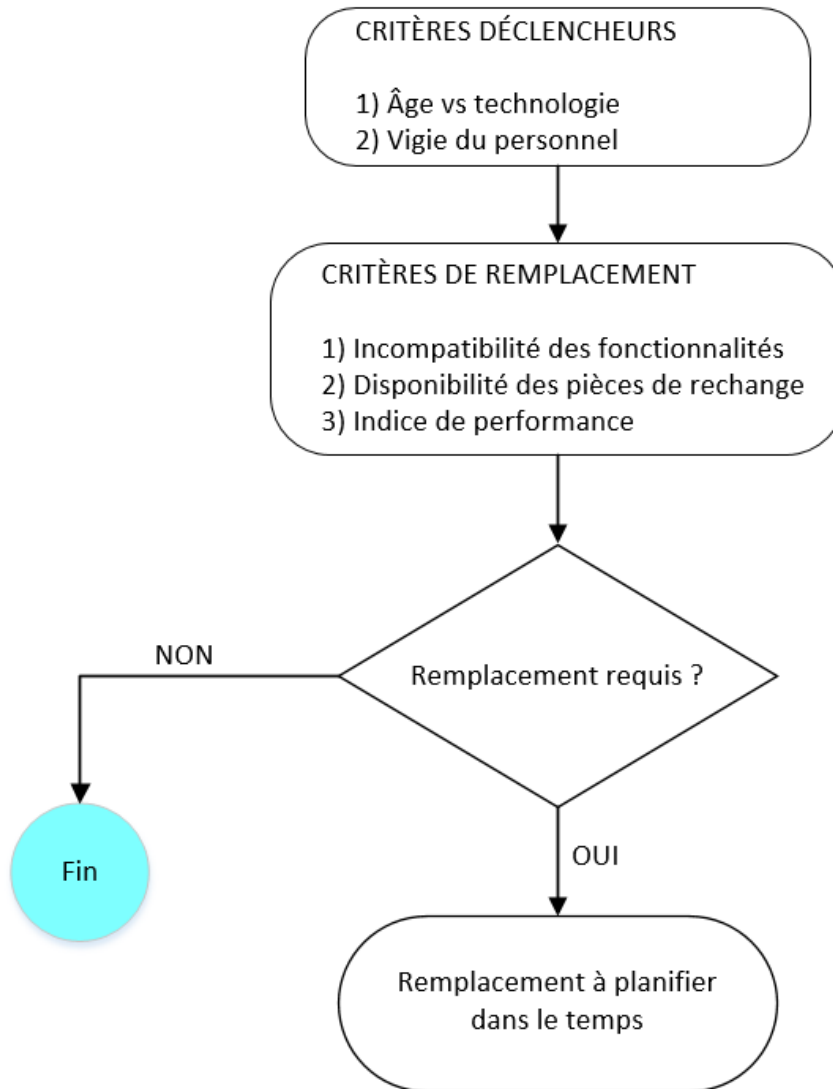 CRITÈRES DÉCLENCHEURS
1) Âge vs technologie
2) Vigie du personnel
CRITÈRES DE REMPLACEMENT
1) Incompatibilité des fonctionnalités
2) Disponibilité des pièces de rechange
3) Indice de performance
Remplacement requis ?
NON
Fin
OUI
Remplacement à planifier
dans le temps